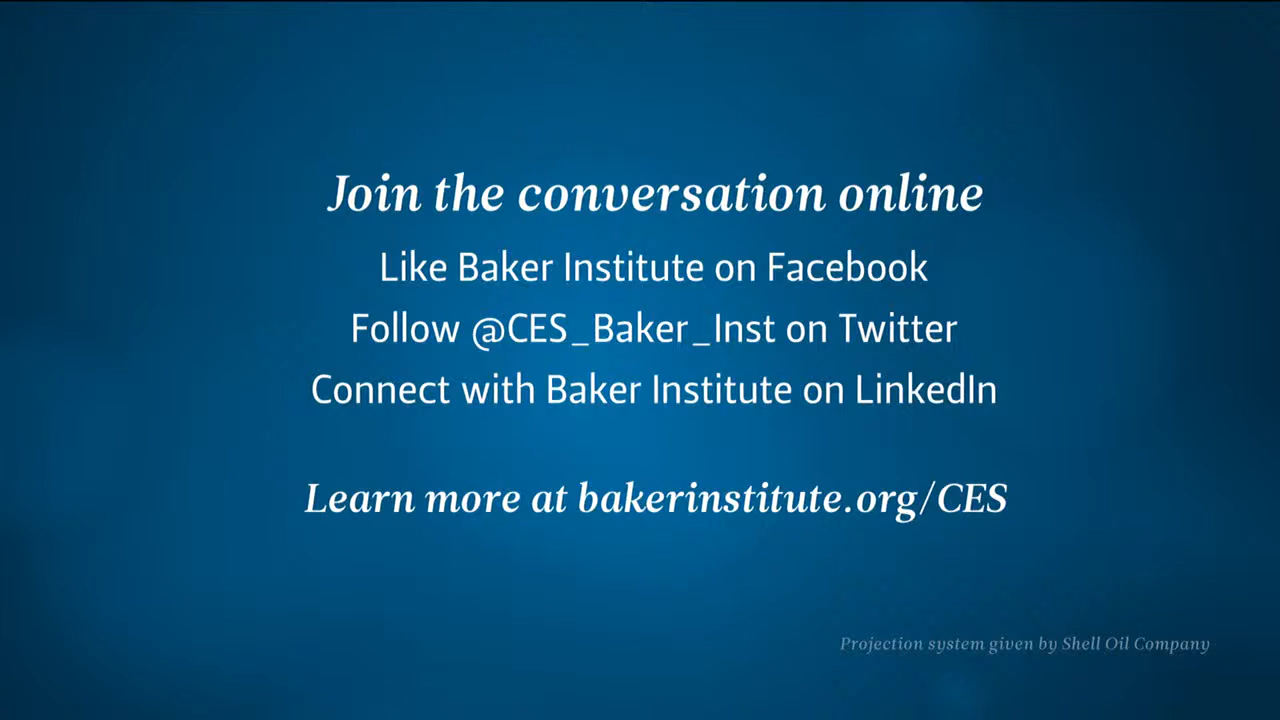 Join the conversation online
Like Baker Institute on Facebook
Follow @CES_Baker_Inst on Twitter
Connect with Baker Institute on LinkedIn
Learn more at bakerinstitute.org/CES
Projection system given by Shell Oil Company